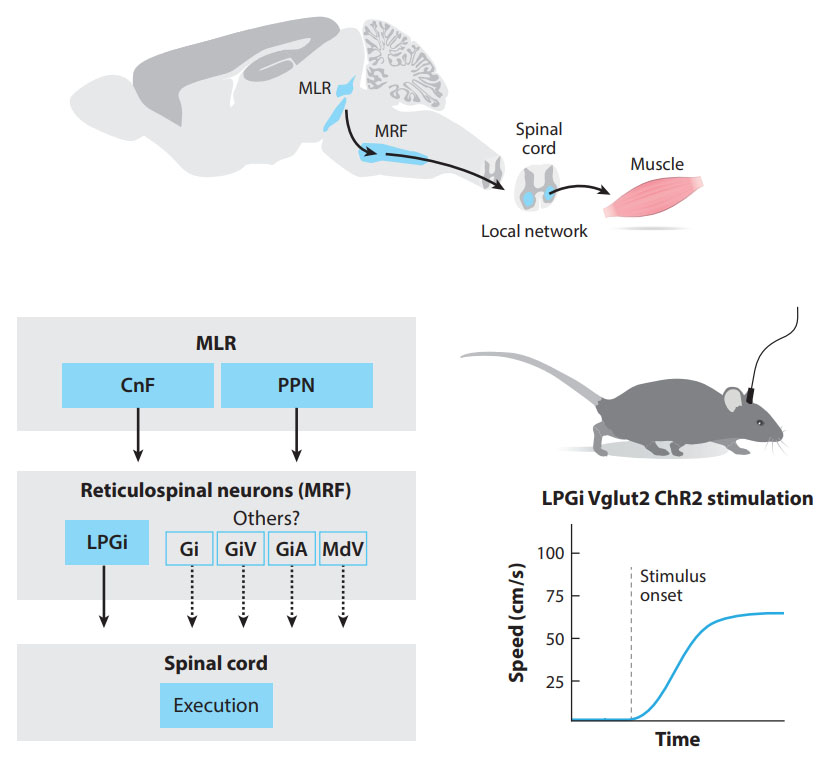 MLR
MRF
Spinal
cord
Muscle
Local network
MLR
CnF
PPN
Reticulospinal neurons (MRF)
Others?
LPGi
Gi
GiV
GiA
MdV
Spinal cord
Execution
LPGi Vglut2 ChR2 stimulation
Speed (cm/s)
100
75
50
25
Stimulus
onset
Time